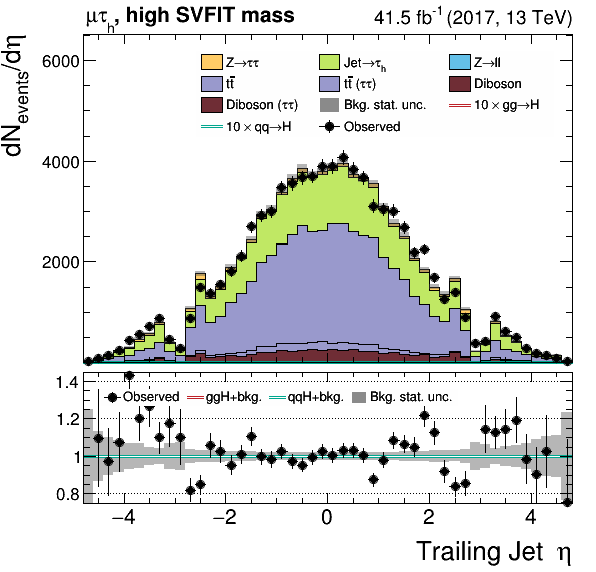 μτh, high SVFIT mass 41.5 fb⁻¹ (2017, 13 TeV)
dNevents/dη
6000
4000
2000
Z→ττ Jet→τh Z→ll
tt̄ tt̄ (ττ) Diboson
Diboson (ττ) Bkg. stat. unc. 10 × gg→H
10 × qq→H Observed
1.4
1.2
1
0.8
Observed ggH+bkg. qqH+bkg. Bkg. stat. unc.
−4 −2 0 2 4
Trailing Jet η